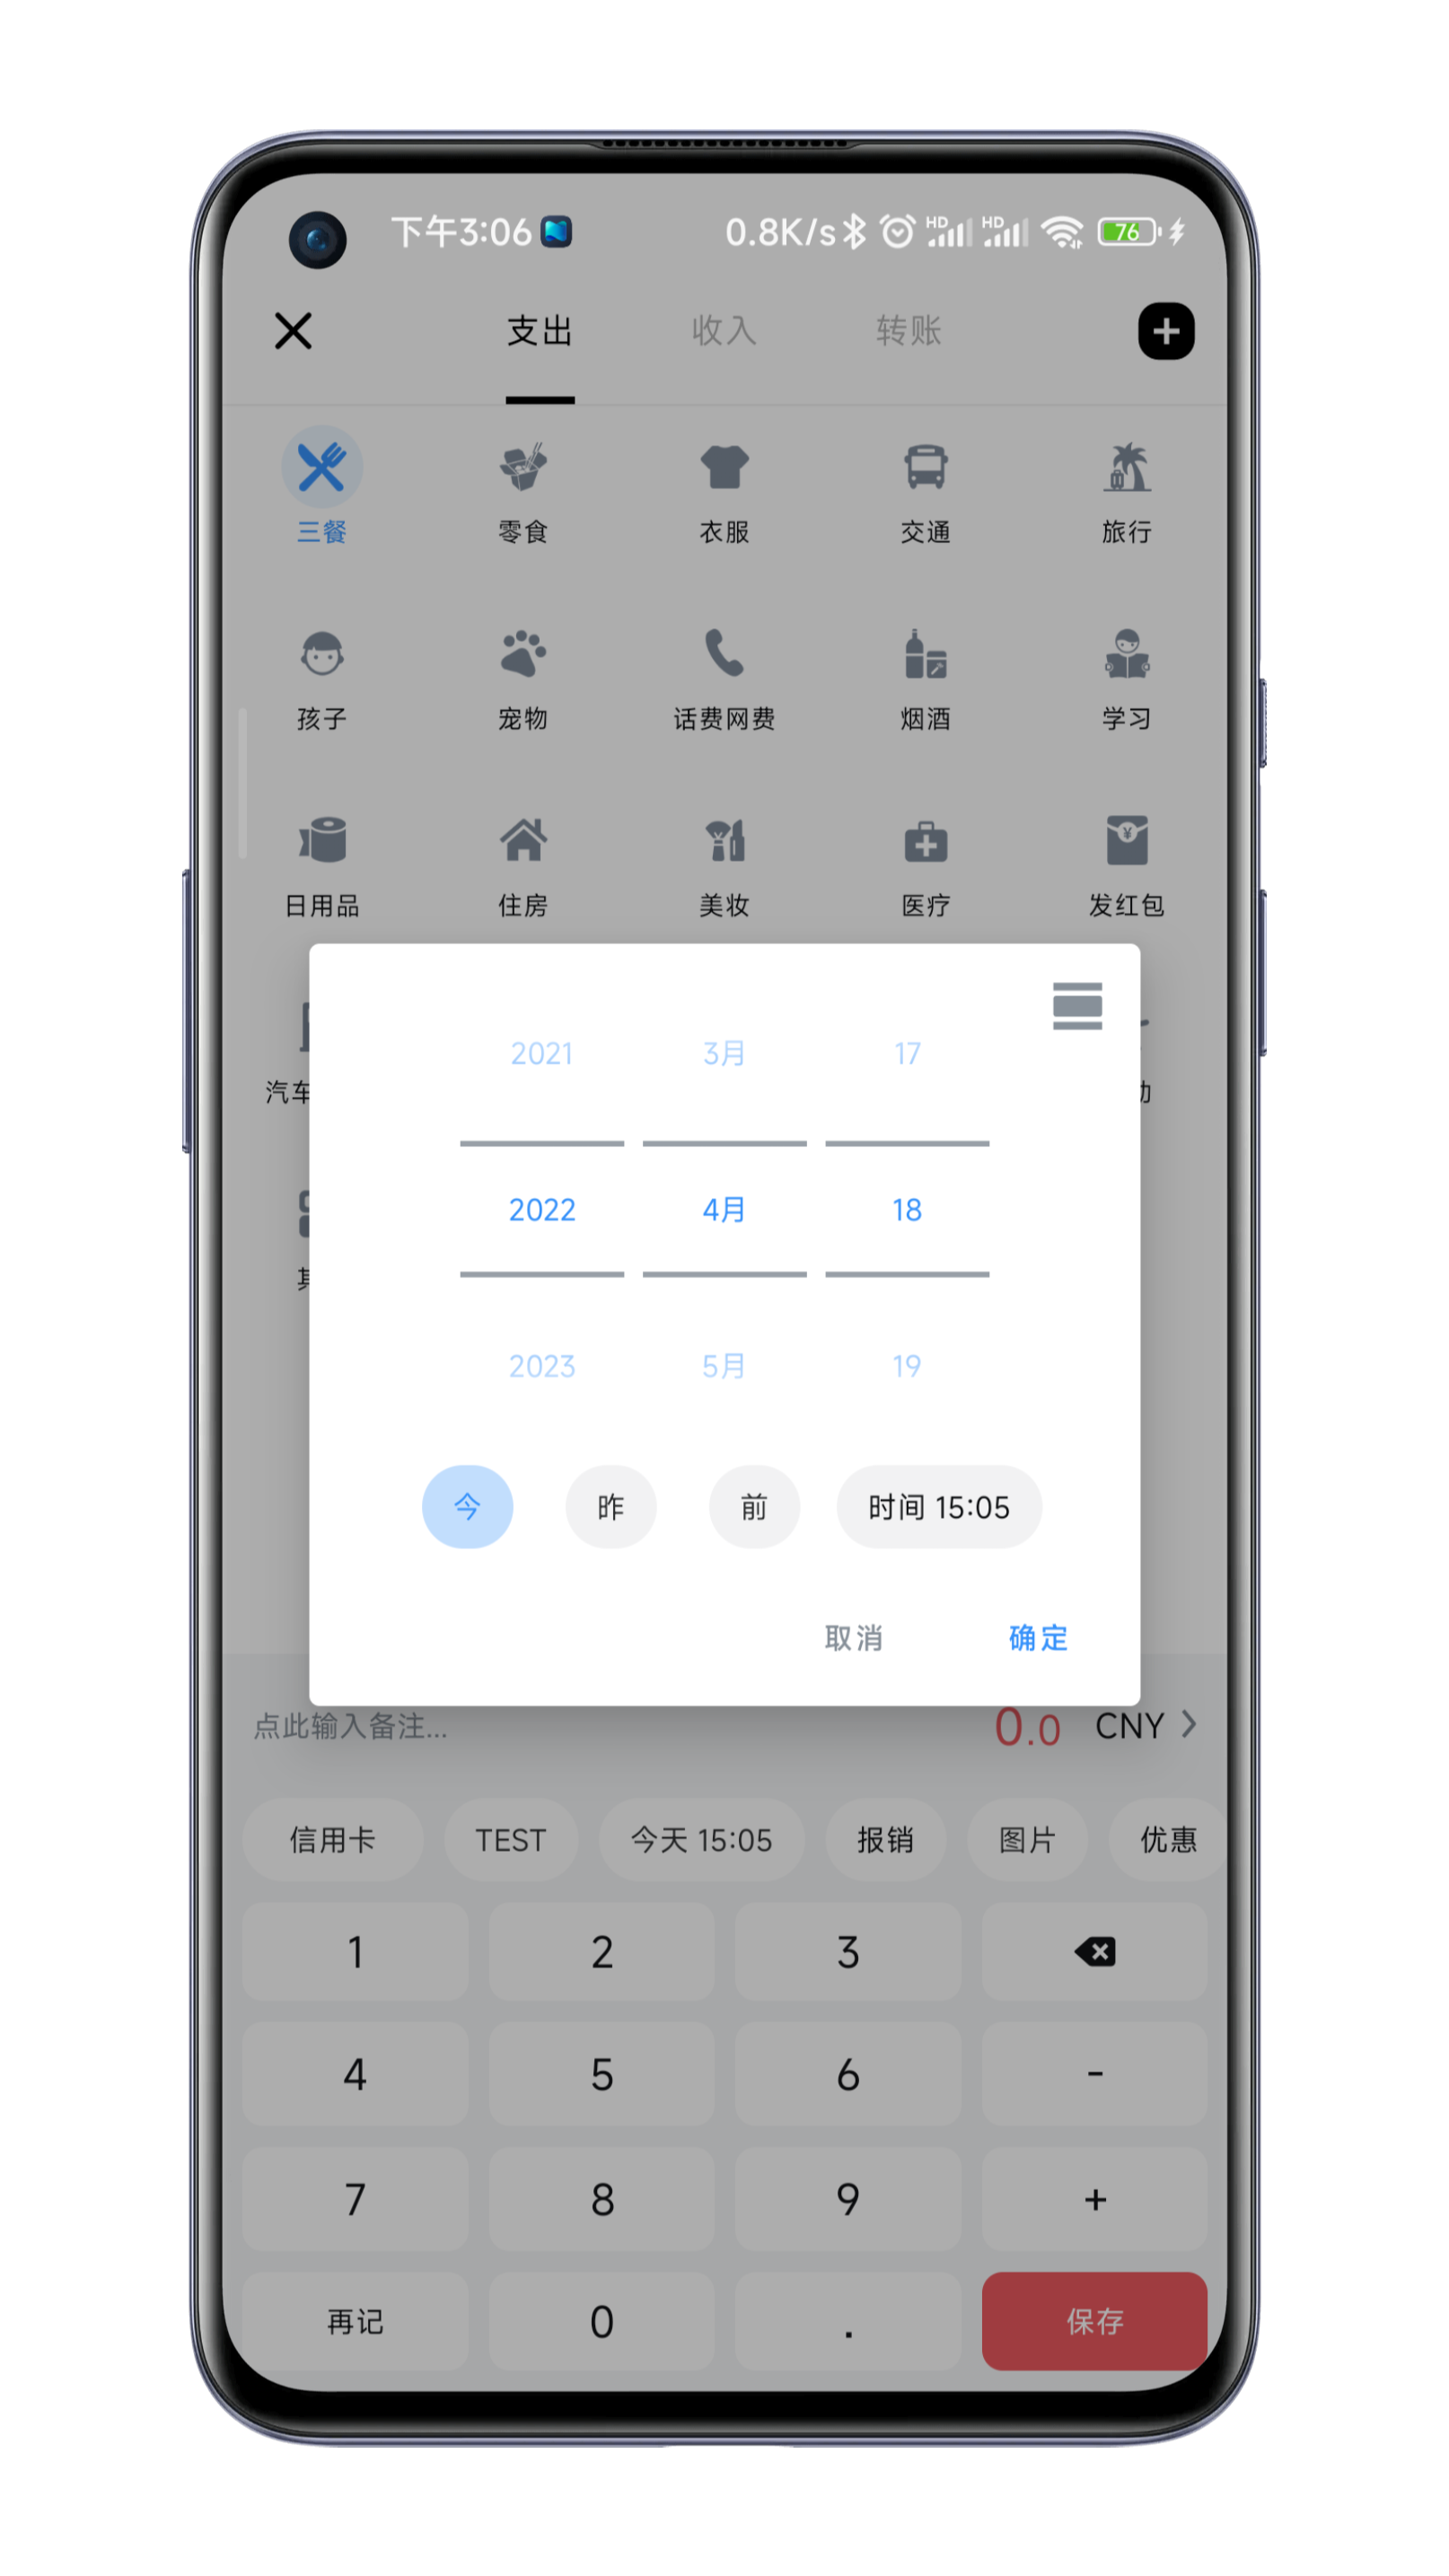 下午3:06 0.8K/s HD HD 76
支出 收入 转账
三餐 零食 衣服 交通 旅行
孩子 宠物 话费网费 烟酒 学习
日用品 住房 美妆 医疗 发红包
2021 3月 17
汽车
2022 4月 18
2023 5月 19
今 昨 前 时间 15:05
取消 确定
点此输入备注... 0.0 CNY
信用卡 TEST 今天 15:05 报销 图片 优惠
1 2 3
4 5 6 -
7 8 9 +
再记 0 . 保存